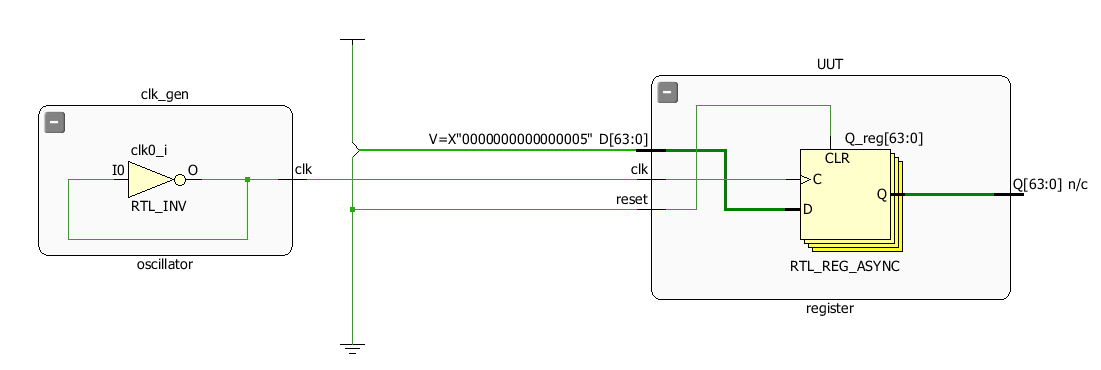 UUT
clk_gen
clk0_i
I0
O
RTL_INV
oscillator
clk
V=X"0000000000000005" D[63:0]
clk
reset
Q_reg[63:0]
CLR
C
D
Q
RTL_REG_ASYNC
register
Q[63:0] n/c